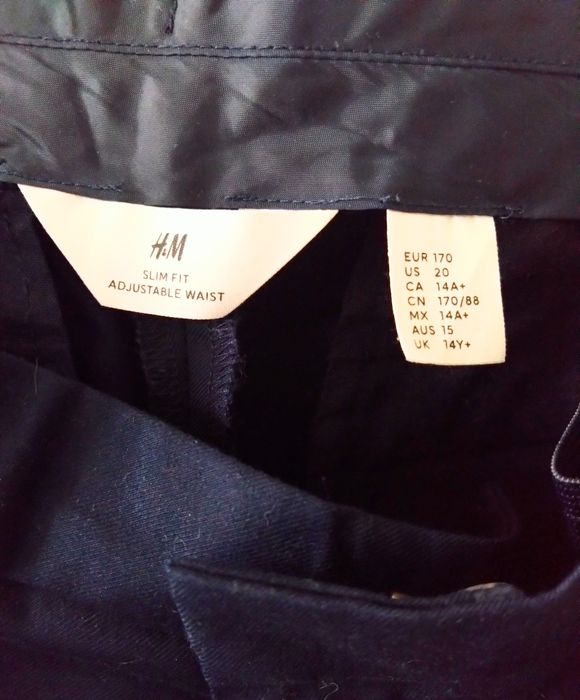 H&M
SLIM FIT
ADJUSTABLE WAIST
EUR 170
US 20
CA 14A+
CN 170/88
MX 14A+
AUS 15
UK 14Y+